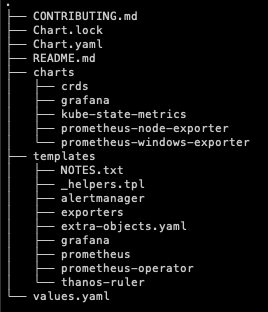 .
├── CONTRIBUTING.md
├── Chart.lock
├── Chart.yaml
├── README.md
├── charts
│   ├── crds
│   ├── grafana
│   ├── kube-state-metrics
│   ├── prometheus-node-exporter
│   └── prometheus-windows-exporter
├── templates
│   ├── NOTES.txt
│   ├── _helpers.tpl
│   ├── alertmanager
│   ├── exporters
│   ├── extra-objects.yaml
│   ├── grafana
│   ├── prometheus
│   ├── prometheus-operator
│   └── thanos-ruler
└── values.yaml